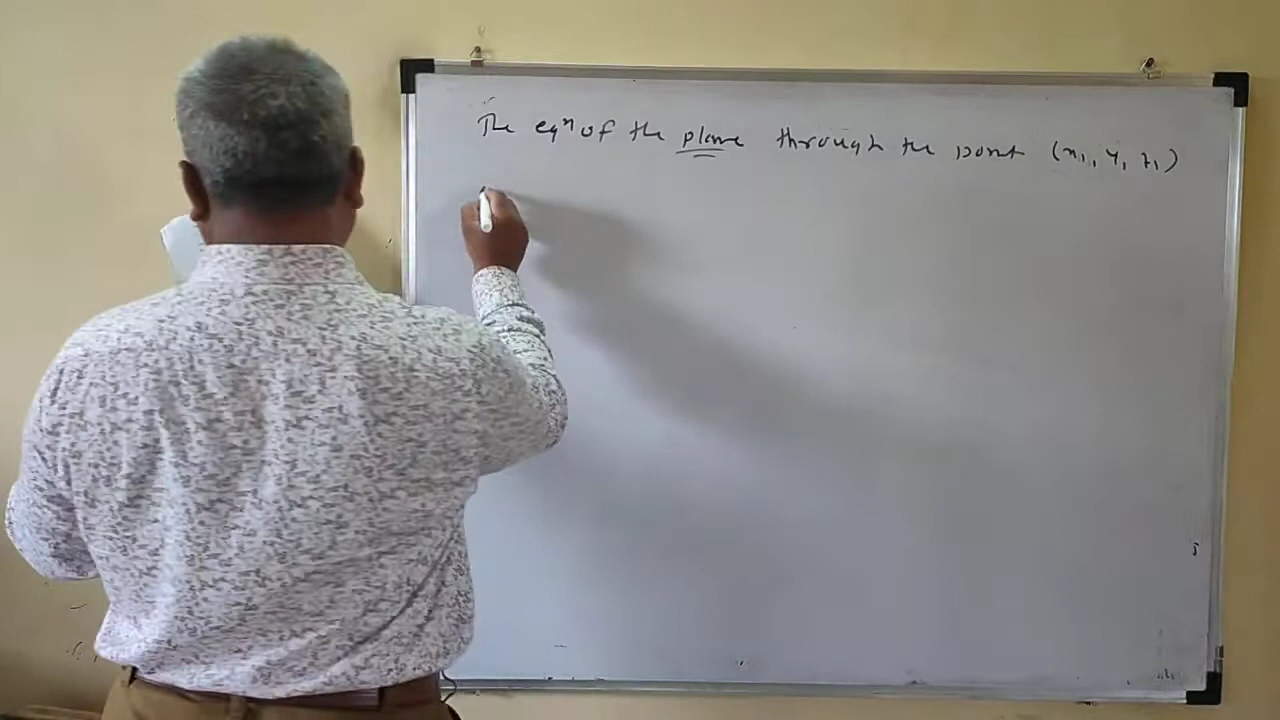 The eqⁿ of the plane through the point (x₁, y₁ z₁)